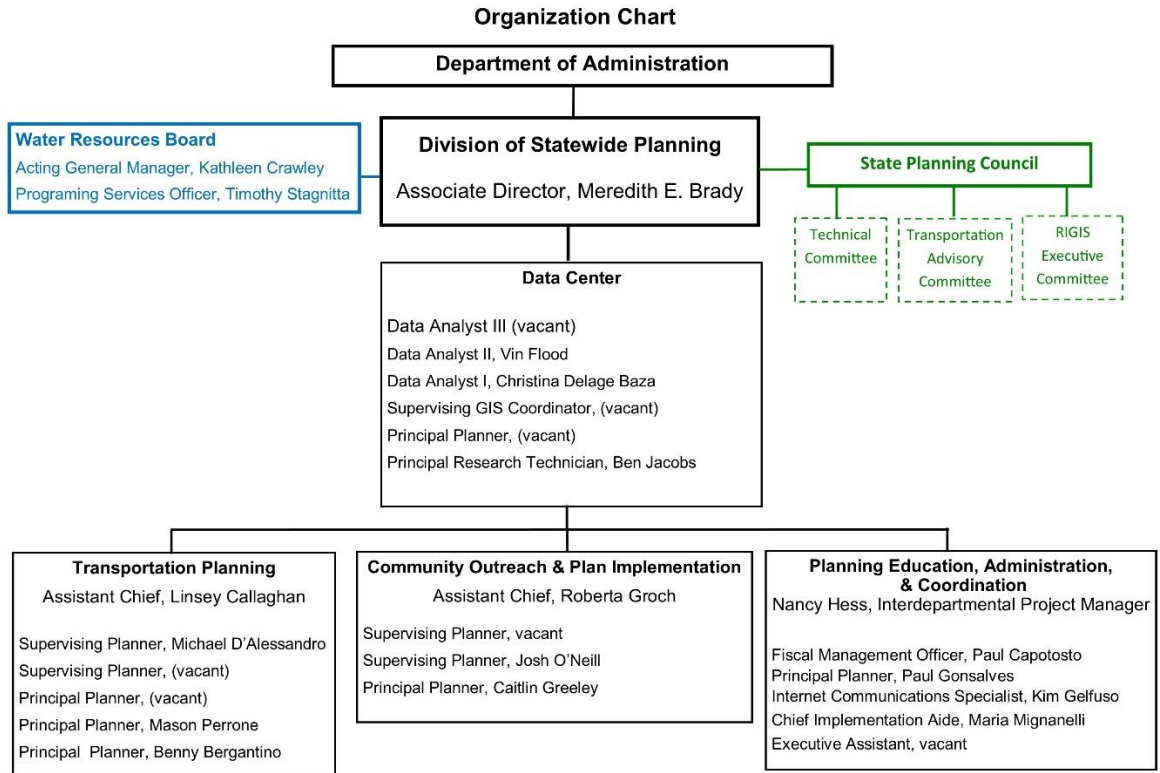 Organization Chart
Department of Administration
Water Resources Board
Acting General Manager, Kathleen Crawley
Programing Services Officer, Timothy Stagnitta
Division of Statewide Planning
Associate Director, Meredith E. Brady
State Planning Council
Technical
Committee
Transportation
Advisory
Committee
RIGIS
Executive
Committee
Data Center
Data Analyst III (vacant)
Data Analyst II, Vin Flood
Data Analyst I, Christina Delage Baza
Supervising GIS Coordinator, (vacant)
Principal Planner, (vacant)
Principal Research Technician, Ben Jacobs
Transportation Planning
Assistant Chief, Linsey Callaghan
Supervising Planner, Michael D’Alessandro
Supervising Planner, (vacant)
Principal Planner, (vacant)
Principal Planner, Mason Perrone
Principal  Planner, Benny Bergantino
Community Outreach & Plan Implementation
Assistant Chief, Roberta Groch
Supervising Planner, vacant
Supervising Planner, Josh O’Neill
Principal Planner, Caitlin Greeley
Planning Education, Administration,
& Coordination
Nancy Hess, Interdepartmental Project Manager
Fiscal Management Officer, Paul Capotosto
Principal Planner, Paul Gonsalves
Internet Communications Specialist, Kim Gelfuso
Chief Implementation Aide, Maria Mignanelli
Executive Assistant, vacant